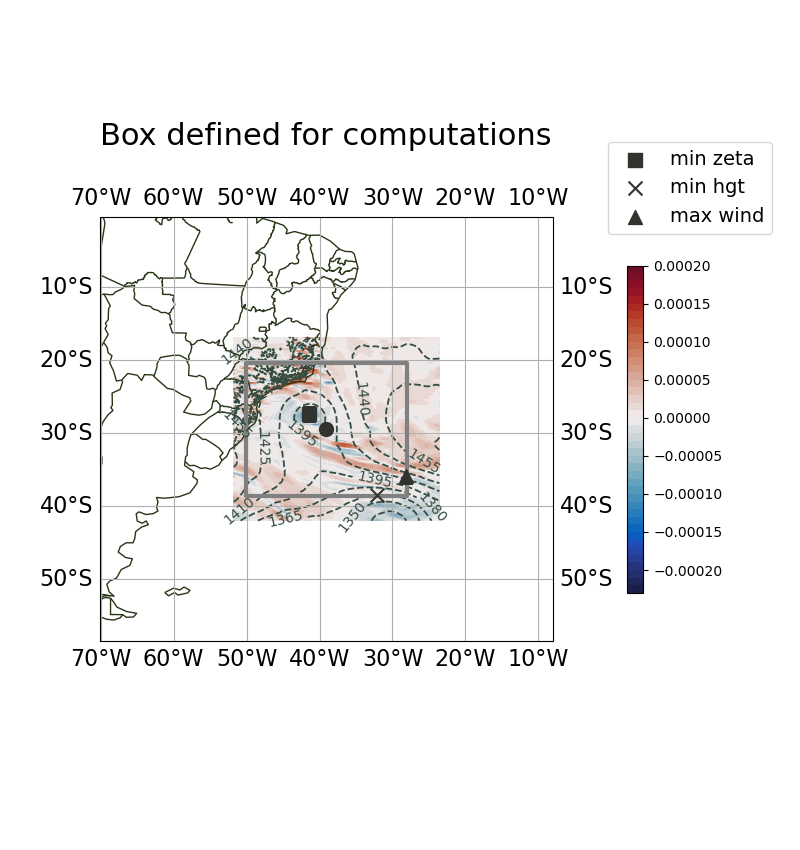 Box defined for computations
min zeta
min hgt
max wind
70°W 60°W 50°W 40°W 30°W 20°W 10°W
10°S 10°S
20°S 20°S
30°S 30°S
40°S 40°S
50°S 50°S
70°W 60°W 50°W 40°W 30°W 20°W 10°W
1440
1440
1395
1425
1455
1395
1410
1365
1350
1380
0.00020
0.00015
0.00010
0.00005
0.00000
−0.00005
−0.00010
−0.00015
−0.00020